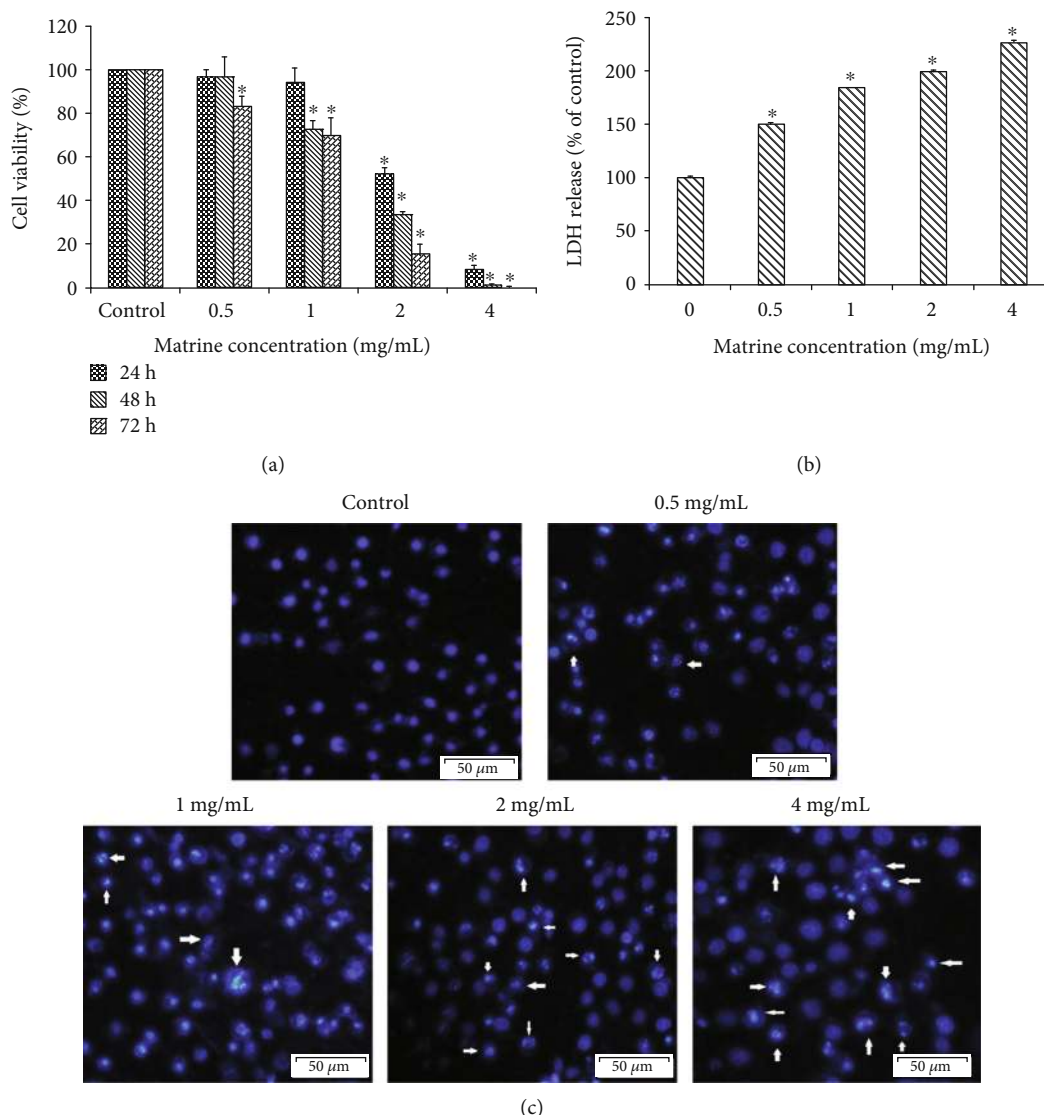 120
100
80
60
40
20
0
Cell viability (%)
*
* *
*
*
*
*
*
*
Control 0.5 1 2 4
Matrine concentration (mg/mL)
24 h
48 h
72 h
(a)
250
200
150
100
50
0
LDH release (% of control)
*
*
*
*
0 0.5 1 2 4
Matrine concentration (mg/mL)
(b)
Control 0.5 mg/mL
50 μm 50 μm
1 mg/mL 2 mg/mL 4 mg/mL
50 μm 50 μm 50 μm
(c)